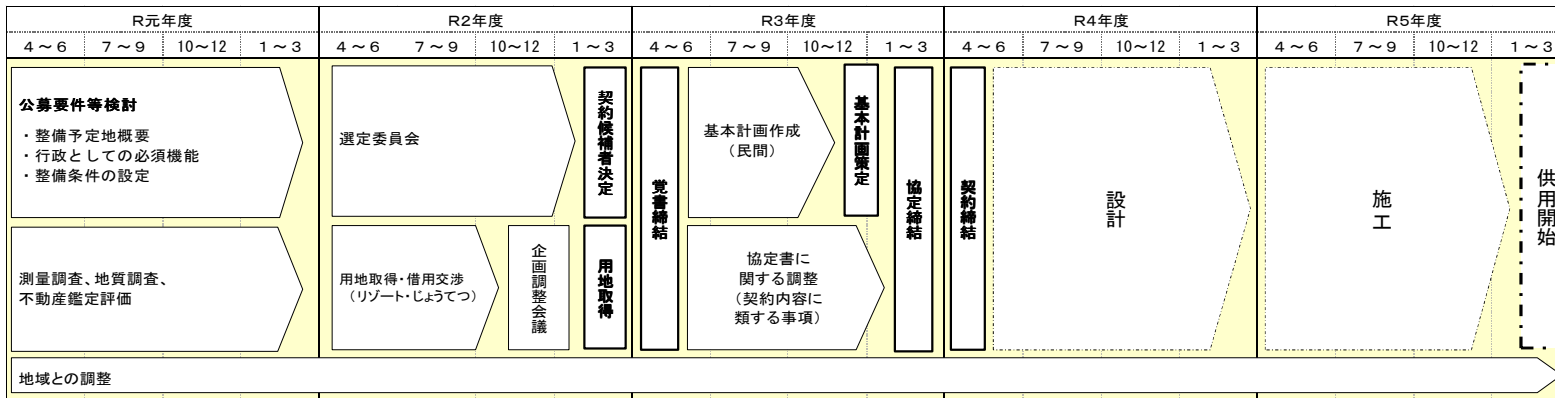 R元年度
R2年度
R3年度
R4年度
R5年度
4～6 7～9 10～12 1～3
4～6 7～9 10～12 1～3
4～6 7～9 10～12 1～3
4～6 7～9 10～12 1～3
4～6 7～9 10～12 1～3
公募要件等検討
・整備予定地概要
・行政としての必須機能
・整備条件の設定
測量調査、地質調査、
不動産鑑定評価
選定委員会
契約候補者決定
用地取得・借用交渉
（リゾート・じょうてつ）
企画調整会議
用地取得
覚書締結
基本計画作成
（民間）
基本計画策定
協定書に
関する調整
（契約内容に
類する事項）
協定締結
契約締結
設計
施工
供用開始
地域との調整